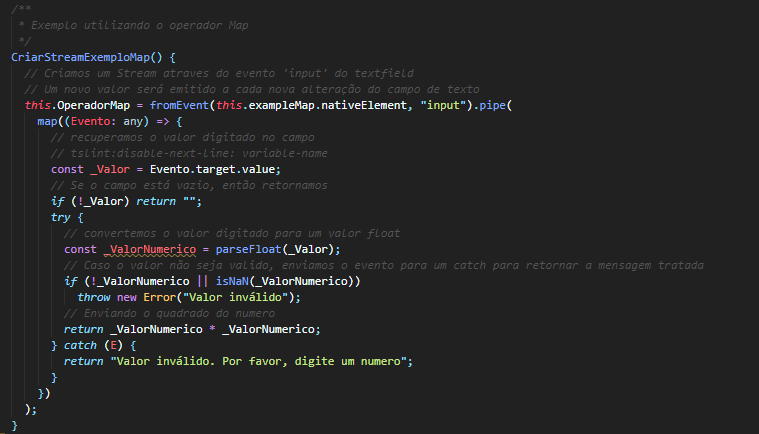 /**
 * Exemplo utilizando o operador Map
 */
CriarStreamExemploMap() {
  // Criamos um Stream atraves do evento 'input' do textfield
  // Um novo valor será emitido a cada nova alteração do campo de texto
  this.OperadorMap = fromEvent(this.exampleMap.nativeElement, "input").pipe(
    map((Evento: any) => {
      // recuperamos o valor digitado no campo
      // tslint:disable-next-line: variable-name
      const _Valor = Evento.target.value;
      // Se o campo está vazio, então retornamos
      if (!_Valor) return "";
      try {
        // convertemos o valor digitado para um valor float
        const _ValorNumerico = parseFloat(_Valor);
        // Caso o valor não seja valido, enviamos o evento para um catch para retornar a mensagem tratada
        if (!_ValorNumerico || isNaN(_ValorNumerico))
          throw new Error("Valor inválido");
        // Enviando o quadrado do numero
        return _ValorNumerico * _ValorNumerico;
      } catch (E) {
        return "Valor inválido. Por favor, digite um numero";
      }
    })
  );
}